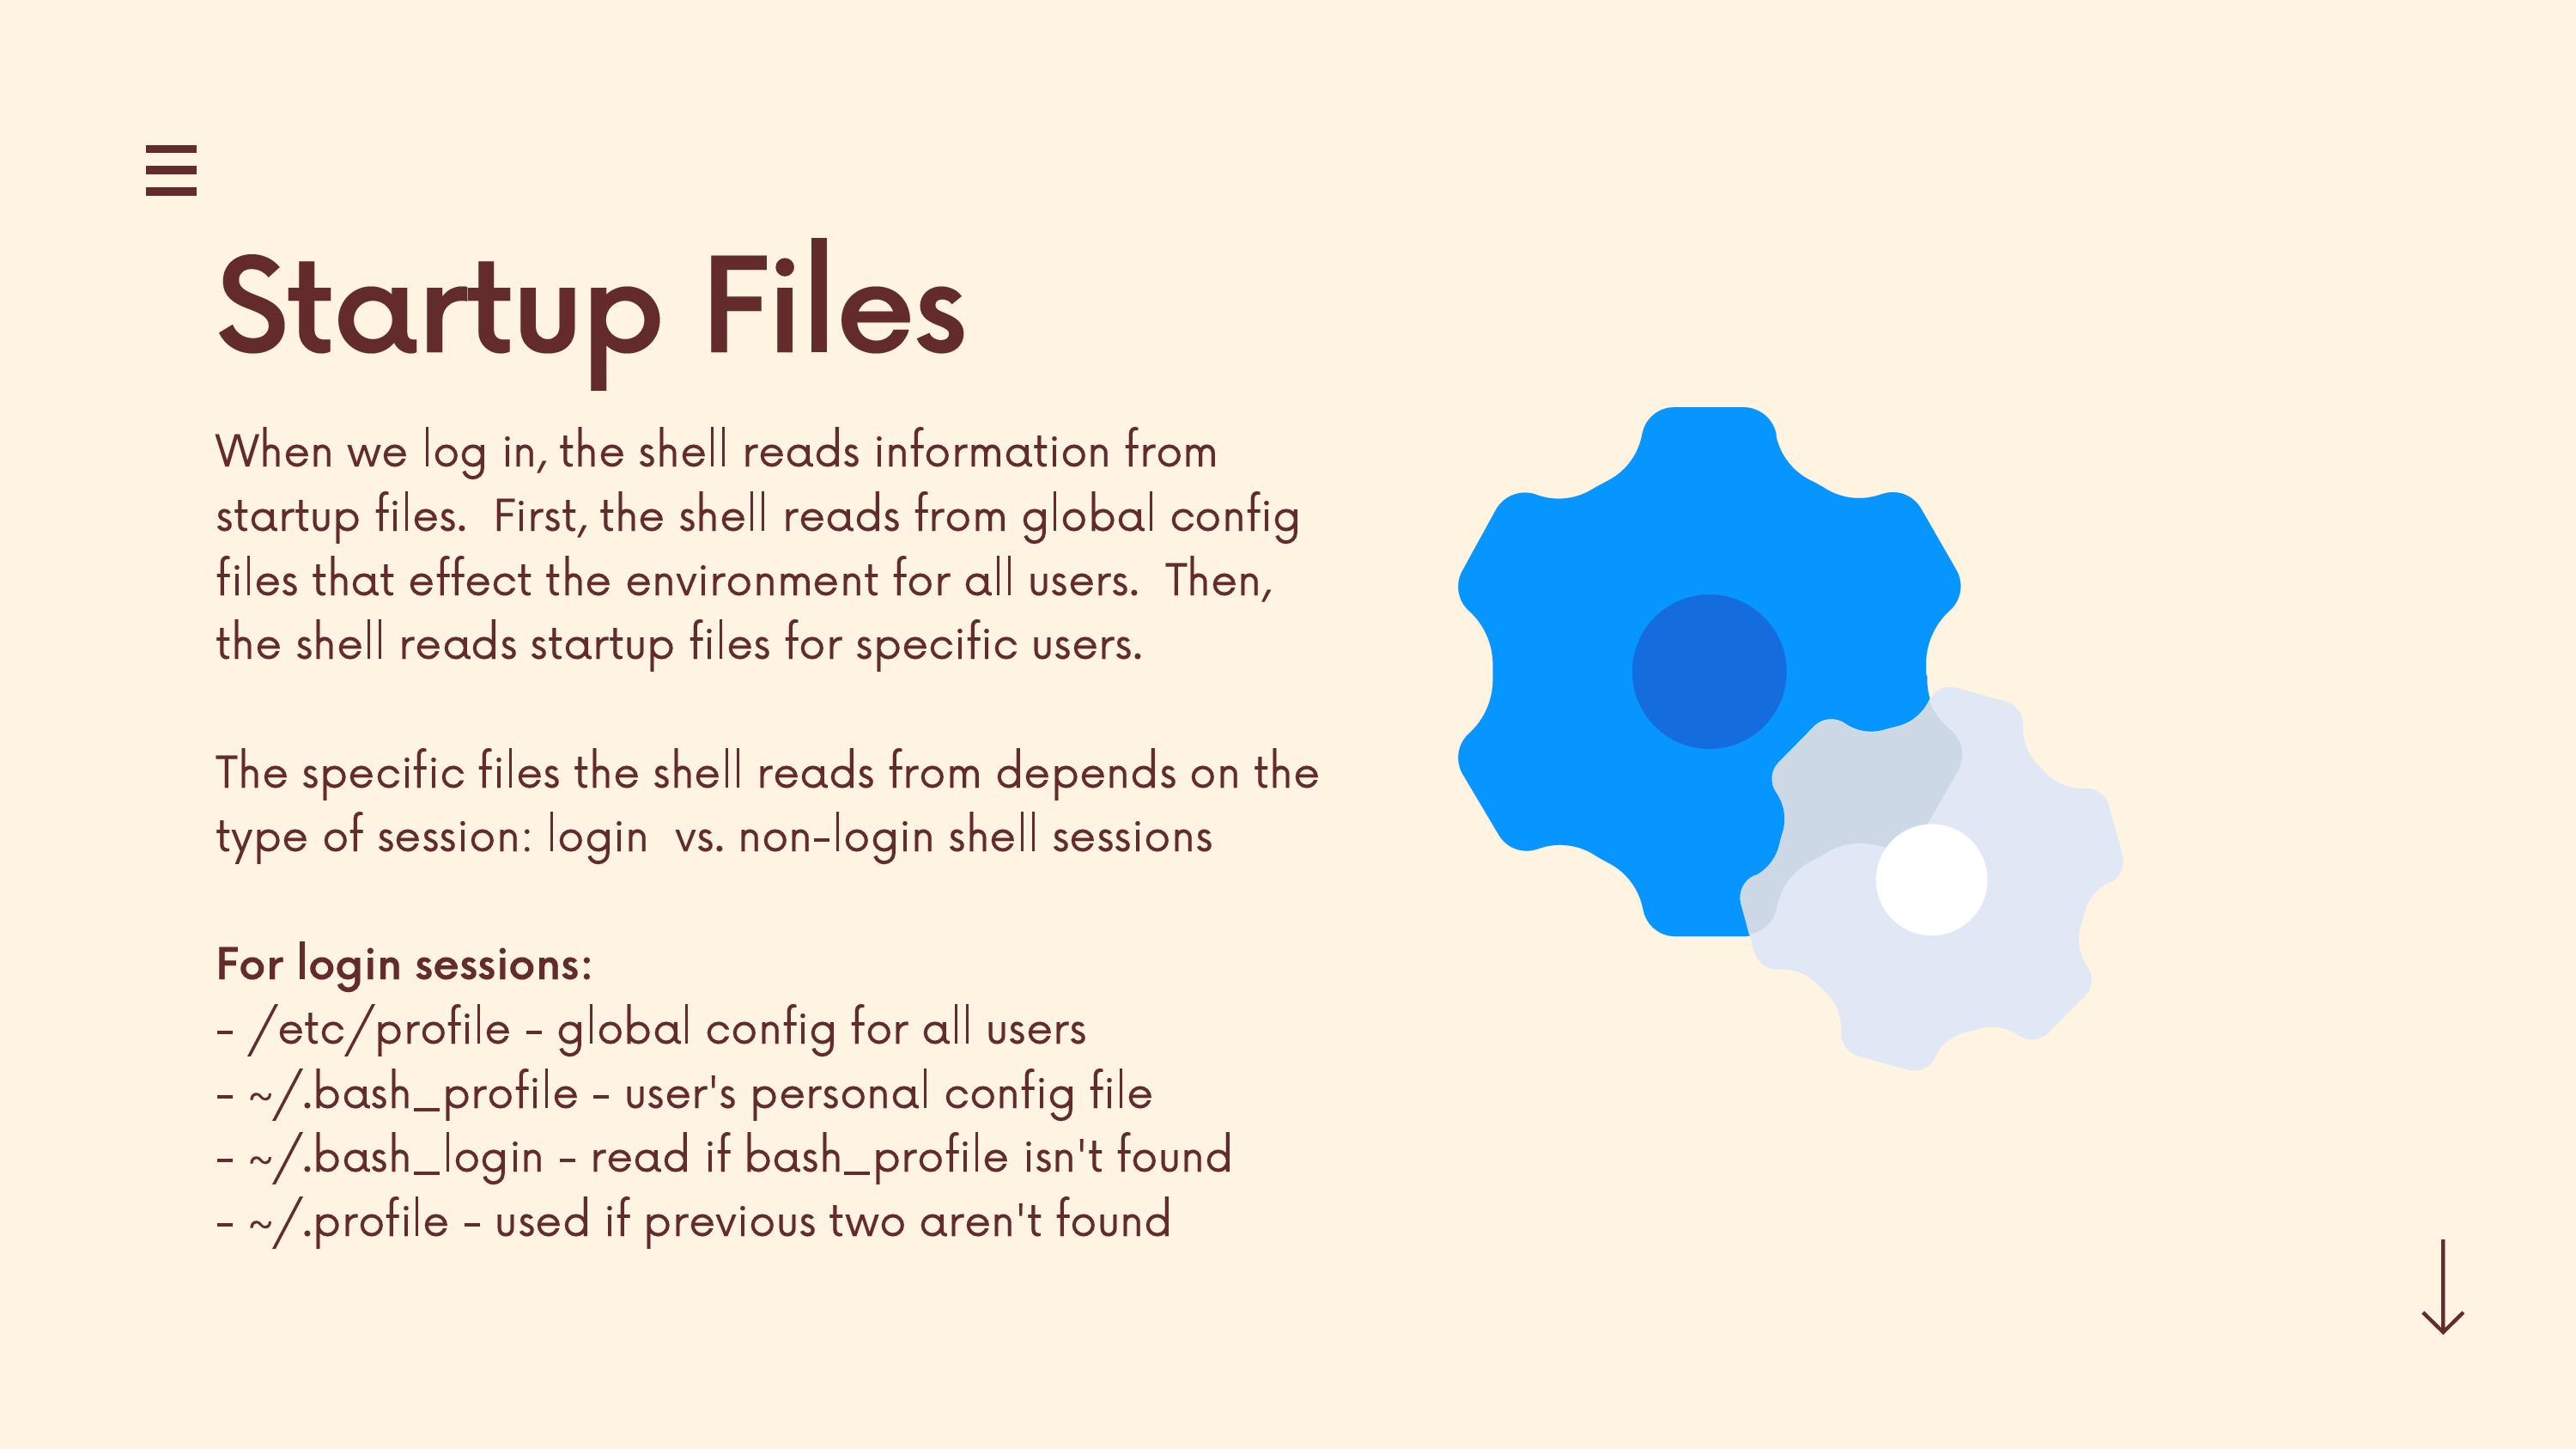 Startup Files
When we log in, the shell reads information from
startup files.  First, the shell reads from global config
files that effect the environment for all users.  Then,
the shell reads startup files for specific users.
The specific files the shell reads from depends on the
type of session: login  vs. non-login shell sessions
For login sessions:
- /etc/profile - global config for all users
- ~/.bash_profile - user's personal config file
- ~/.bash_login - read if bash_profile isn't found
- ~/.profile - used if previous two aren't found